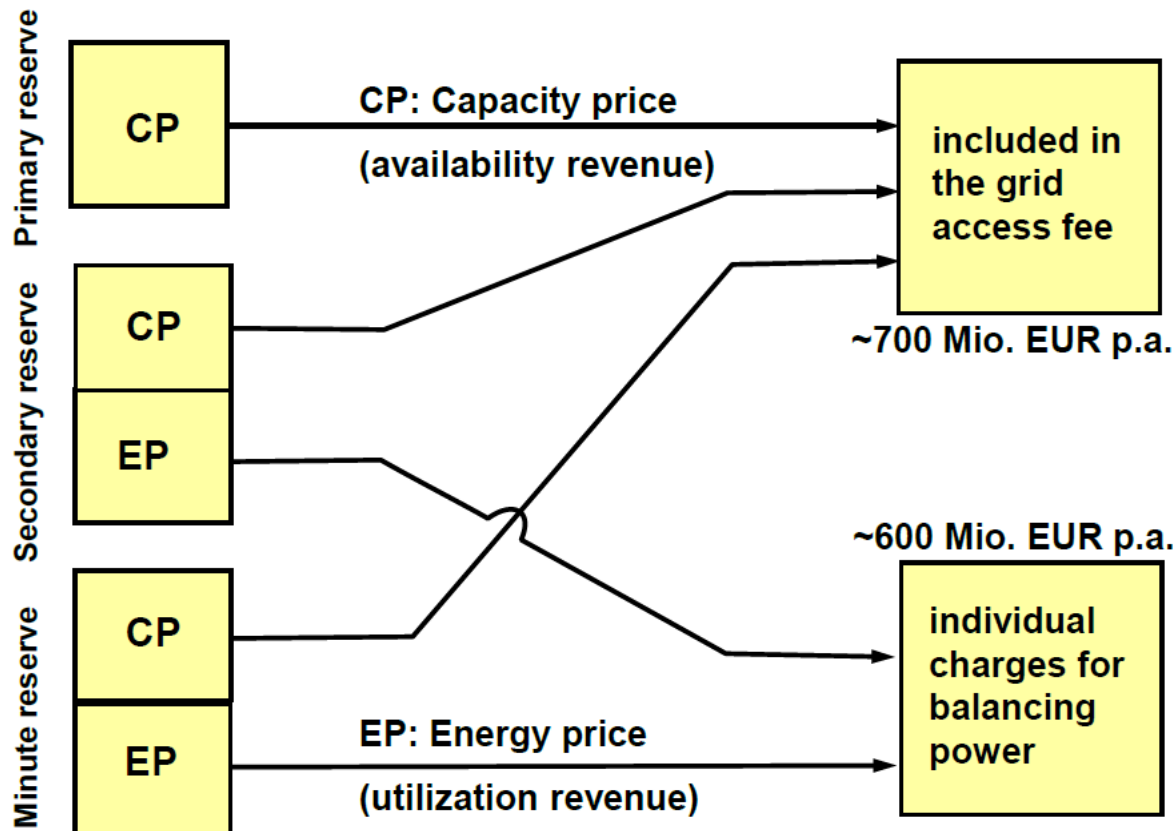 Primary reserve
CP
CP: Capacity price
(availability revenue)
included in
the grid
access fee
~700 Mio. EUR p.a.
Secondary reserve
CP
EP
~600 Mio. EUR p.a.
Minute reserve
CP
EP
EP: Energy price
(utilization revenue)
individual
charges for
balancing
power